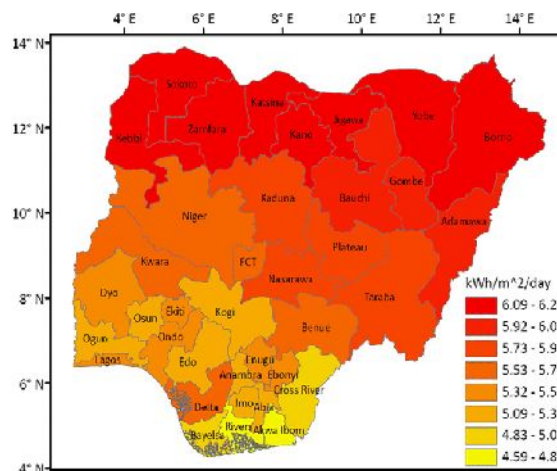 4° E 6° E 8° E 10° E 12° E 14° E
14° N
12° N
10° N
8° N
6° N
4° N
Sokoto
Katsina
Jigawa
Yobe
Borno
Kebbi
Zamfara
Kano
Gombe
Kaduna
Bauchi
Adamawa
Niger
Plateau
FCT
Kwara
Nasarawa
Taraba
Oyo
Kogi
Osun
Ekiti
Benue
Ogun
Ondo
Lagos
Edo
Enugu
Anambra
Ebonyi
Cross River
Delta
Imo
Abia
Bayelsa
Rivers
Akwa Ibom
kWh/m^2/day
6.09 - 6.2
5.92 - 6.0
5.73 - 5.9
5.53 - 5.7
5.32 - 5.5
5.09 - 5.3
4.83 - 5.0
4.59 - 4.8